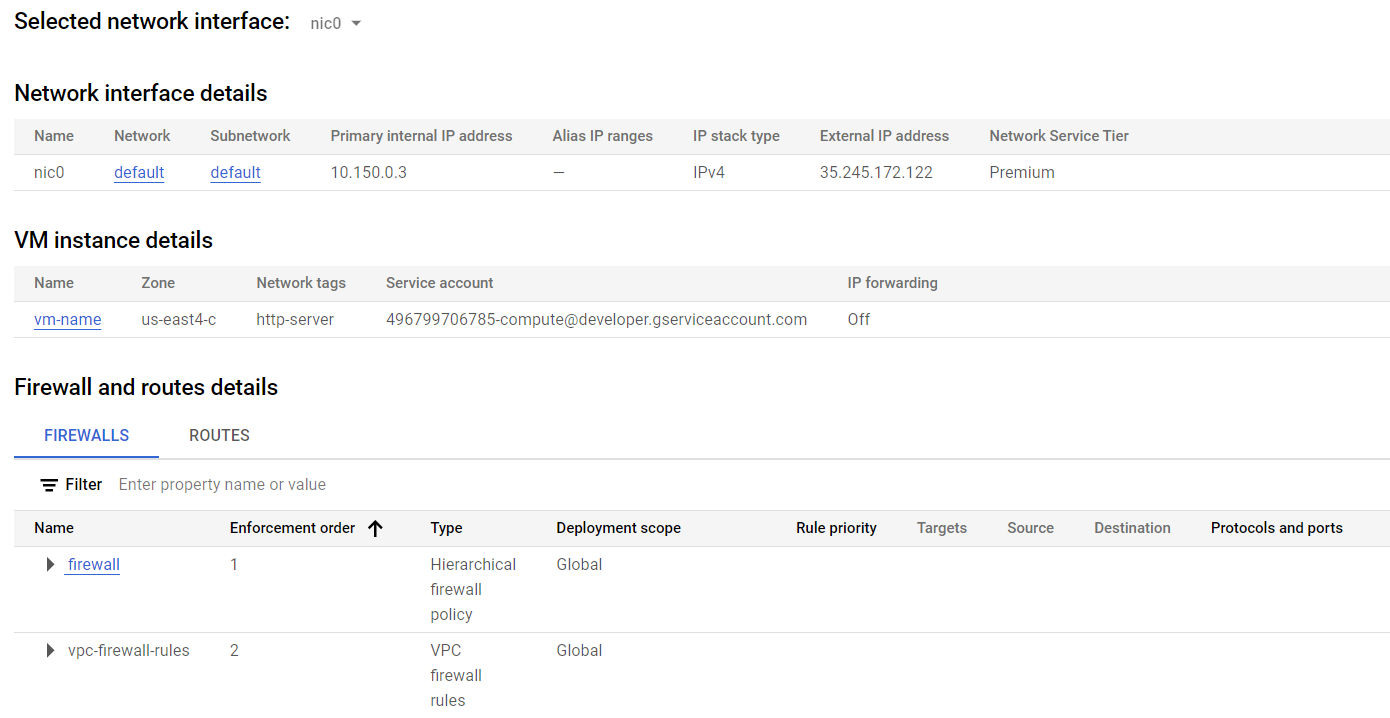 Selected network interface: nic0
Network interface details
Name Network Subnetwork Primary internal IP address Alias IP ranges IP stack type External IP address Network Service Tier
nic0 default default 10.150.0.3 — IPv4 35.245.172.122 Premium
VM instance details
Name Zone Network tags Service account IP forwarding
vm-name us-east4-c http-server 496799706785-compute@developer.gserviceaccount.com Off
Firewall and routes details
FIREWALLS ROUTES
Filter Enter property name or value
Name Enforcement order Type Deployment scope Rule priority Targets Source Destination Protocols and ports
firewall 1 Hierarchical Global
firewall
policy
vpc-firewall-rules 2 VPC Global
firewall
rules